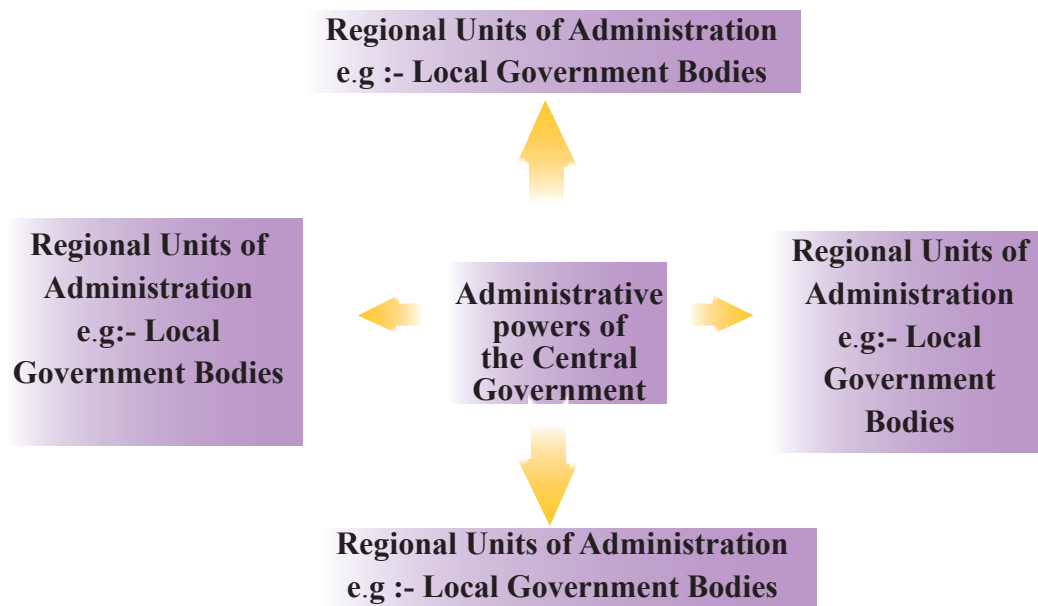 Regional Units of Administration
e.g :- Local Government Bodies
Regional Units of
Administration
e.g:- Local
Government Bodies
Administrative
powers of
the Central
Government
Regional Units of
Administration
e.g:- Local
Government
Bodies
Regional Units of Administration
e.g :- Local Government Bodies